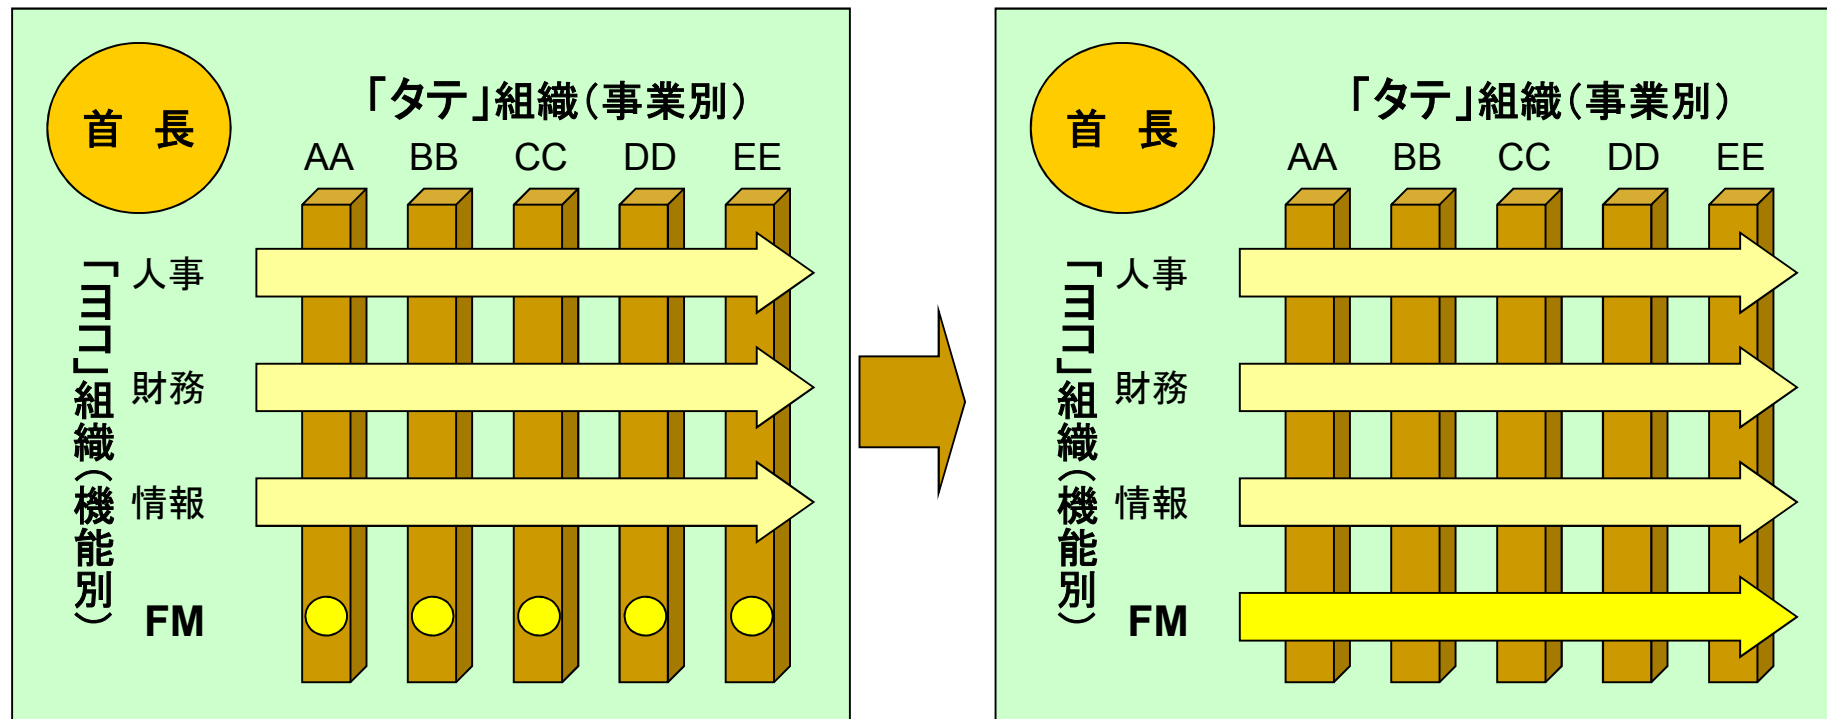 首 長
「タテ」組織(事業別)
AA BB CC DD EE
「ヨコ」組織(機能別)
人事
財務
情報
FM
首 長
「タテ」組織(事業別)
AA BB CC DD EE
「ヨコ」組織(機能別)
人事
財務
情報
FM